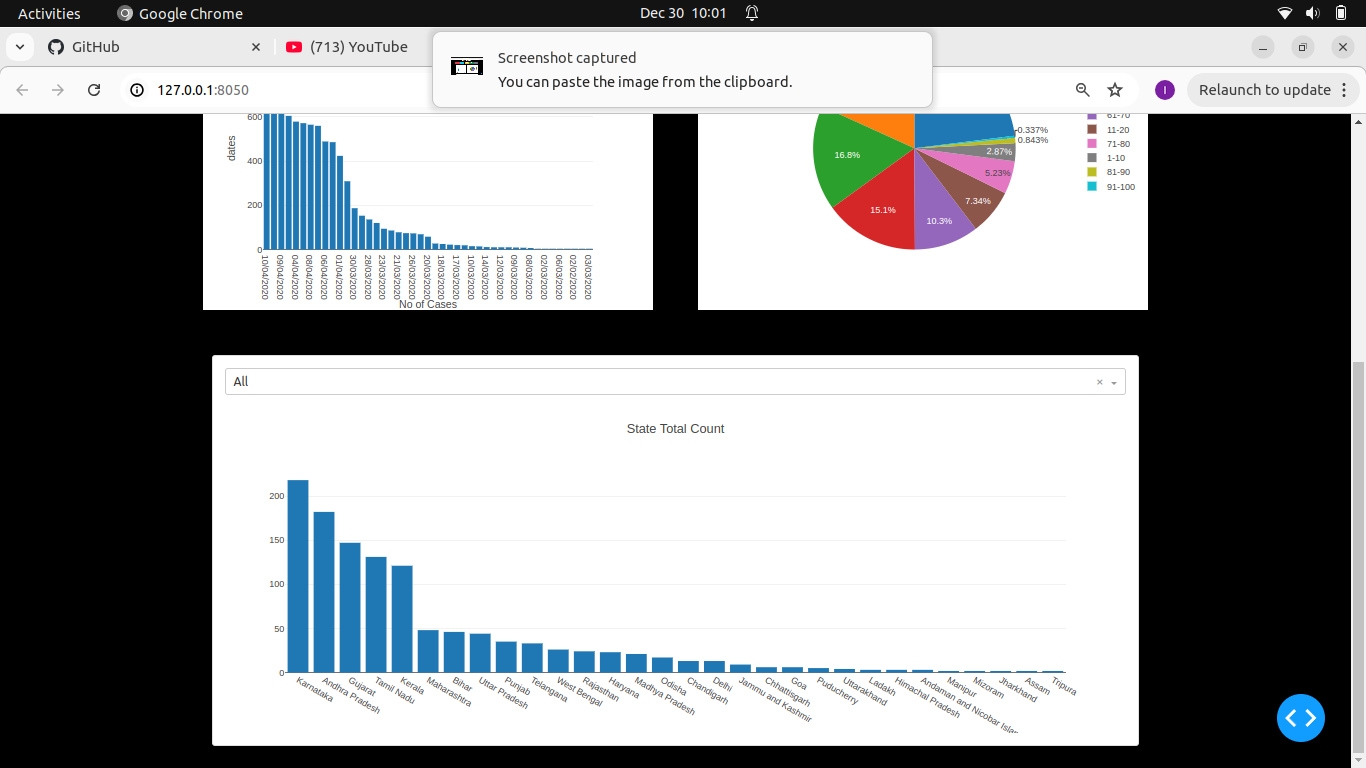 Activities
Google Chrome
Dec 30 10:01
GitHub
(713) YouTube
Screenshot captured
You can paste the image from the clipboard.
127.0.0.1:8050
I
Relaunch to update
dates
600
400
200
0
10/04/2020
09/04/2020
04/04/2020
08/04/2020
06/04/2020
01/04/2020
30/03/2020
28/03/2020
23/03/2020
21/03/2020
26/03/2020
20/03/2020
18/03/2020
17/03/2020
10/03/2020
14/03/2020
12/03/2020
09/03/2020
08/03/2020
02/03/2020
06/03/2020
02/02/2020
03/03/2020
No of Cases
16.8%
15.1%
10.3%
7.34%
5.23%
2.87%
0.843%
0.337%
61-70
11-20
71-80
1-10
81-90
91-100
All
State Total Count
200
150
100
50
0
Karnataka
Andhra Pradesh
Gujarat
Tamil Nadu
Kerala
Maharashtra
Bihar
Uttar Pradesh
Punjab
Telangana
West Bengal
Rajasthan
Haryana
Madhya Pradesh
Odisha
Chandigarh
Delhi
Jammu and Kashmir
Chhattisgarh
Goa
Puducherry
Uttarakhand
Ladakh
Himachal Pradesh
Andaman and Nicobar Islan
Manipur
Mizoram
Jharkhand
Assam
Tripura